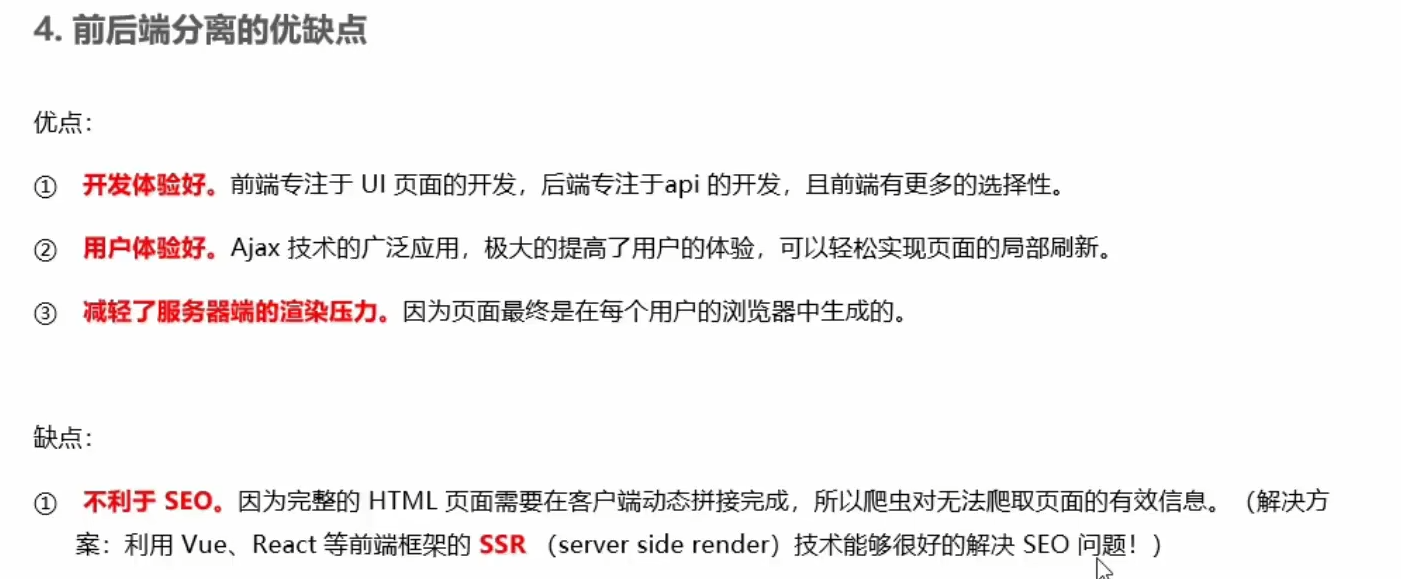 4. 前后端分离的优缺点
优点：
① 开发体验好。前端专注于 UI 页面的开发，后端专注于api 的开发，且前端有更多的选择性。
② 用户体验好。Ajax 技术的广泛应用，极大的提高了用户的体验，可以轻松实现页面的局部刷新。
③ 减轻了服务器端的渲染压力。因为页面最终是在每个用户的浏览器中生成的。
缺点：
① 不利于 SEO。因为完整的 HTML 页面需要在客户端动态拼接完成，所以爬虫对无法爬取页面的有效信息。（解决方
案：利用 Vue、React 等前端框架的 SSR （server side render）技术能够很好的解决 SEO 问题！）